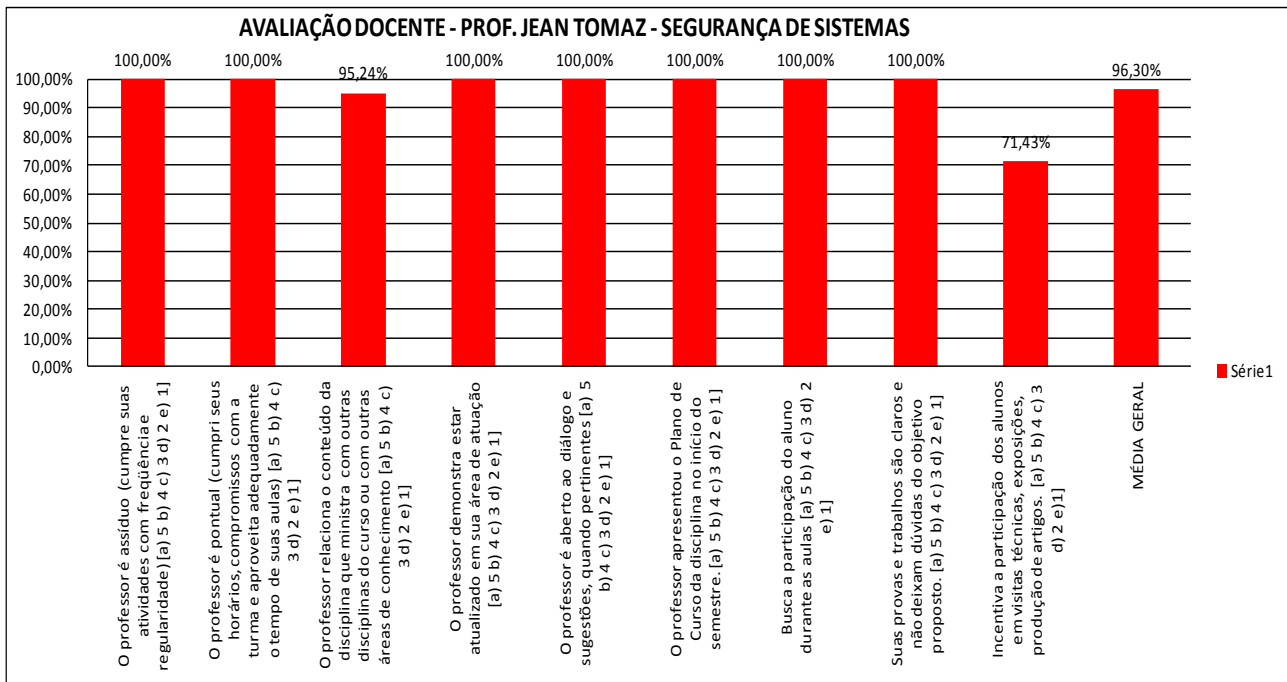 AVALIAÇÃO DOCENTE - PROF. JEAN TOMAZ - SEGURANÇA DE SISTEMAS
100,00%
100,00%
95,24%
100,00%
100,00%
100,00%
100,00%
100,00%
71,43%
96,30%
100,00%
90,00%
80,00%
70,00%
60,00%
50,00%
40,00%
30,00%
20,00%
10,00%
0,00%
O professor é assíduo (cumpre suas
atividades com freqüência e
regularidade) [a) 5 b) 4 c) 3 d) 2 e) 1]
O professor é pontual (cumpri seus
horários,compromissos com a
turma e aproveita adequadamente
o tempo de suas aulas) [a) 5 b) 4 c)
3 d) 2 e) 1]
O professor relaciona o conteúdo da
disciplina que ministra com outras
disciplinas do curso ou com outras
áreas de conhecimento [a) 5 b) 4 c)
3 d) 2 e) 1]
O professor demonstra estar
atualizado em sua área de atuação
[a) 5 b) 4 c) 3 d) 2 e) 1]
O professor é aberto ao diálogo e
sugestões, quando pertinentes [a) 5
b) 4 c) 3 d) 2 e) 1]
O professor apresentou o Plano de
Curso da disciplina no início do
semestre. [a) 5 b) 4 c) 3 d) 2 e) 1]
Busca a participação do aluno
durante as aulas [a) 5 b) 4 c) 3 d) 2
e) 1]
Suas provas e trabalhos são claros e
não deixam dúvidas do objetivo
proposto. [a) 5 b) 4 c) 3 d) 2 e) 1]
Incentiva a participação dos alunos
em visitas técnicas, exposições,
produção de artigos. [a) 5 b) 4 c) 3
d) 2 e) 1]
MÉDIA GERAL
Série1